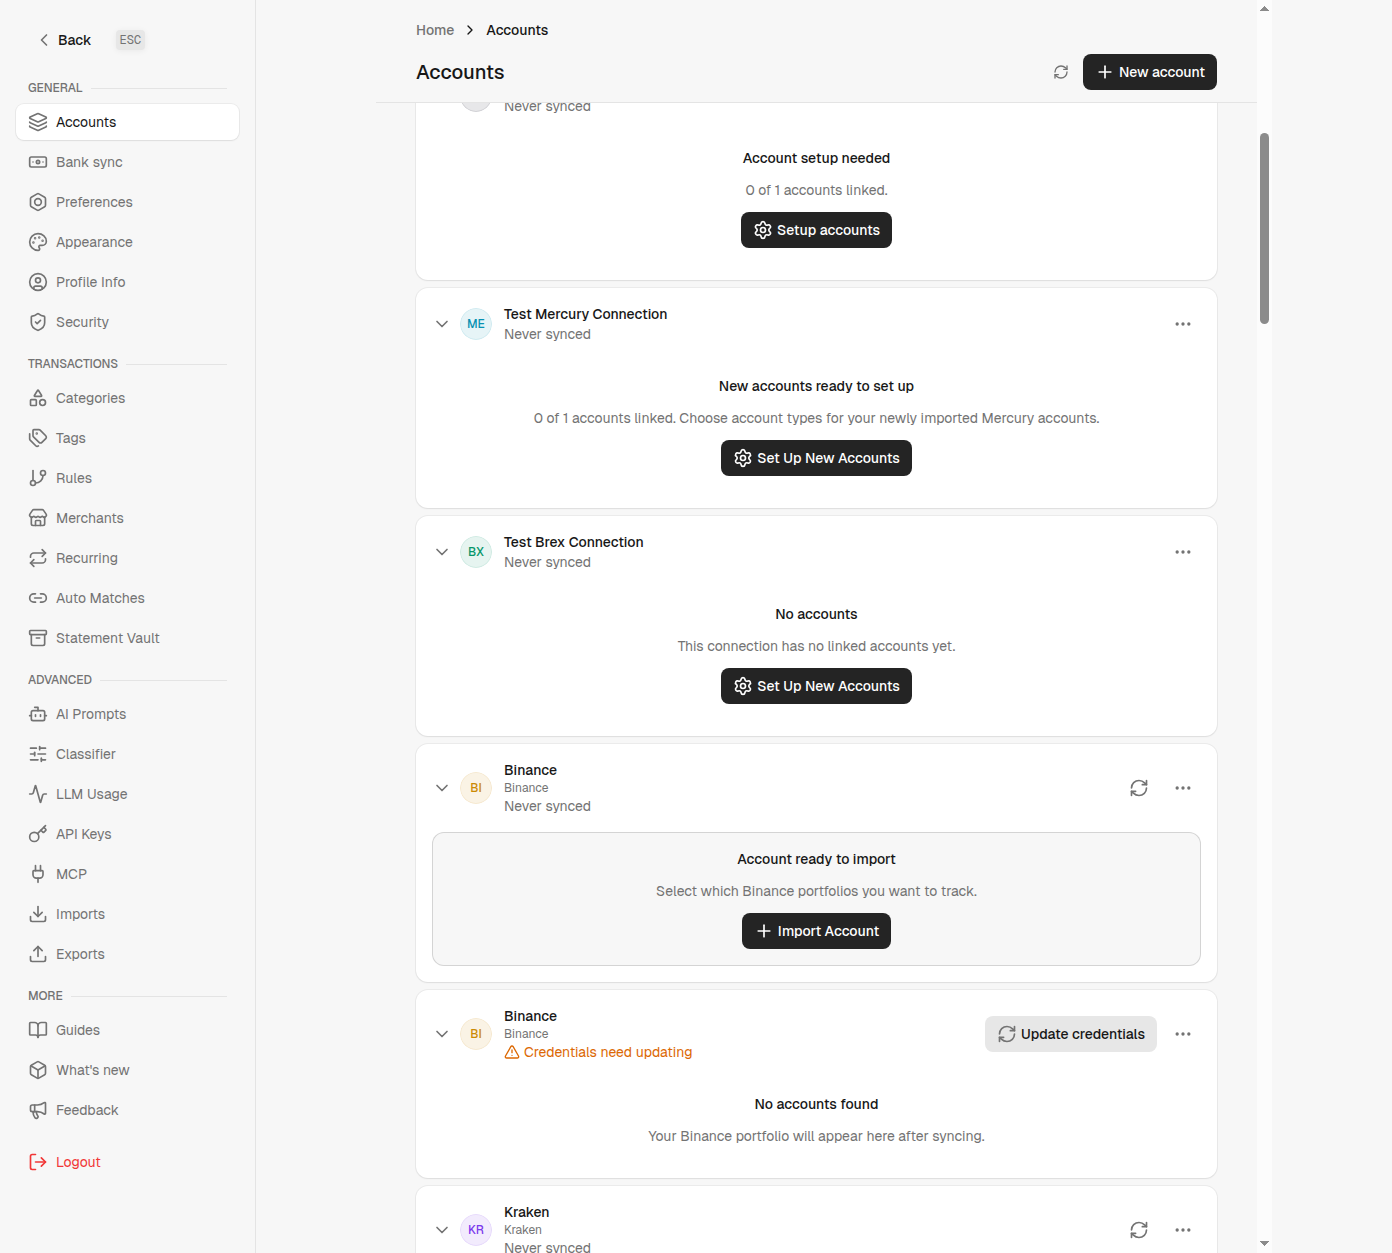 Back
ESC
GENERAL
Accounts
Bank sync
Preferences
Appearance
Profile Info
Security
TRANSACTIONS
Categories
Tags
Rules
Merchants
Recurring
Auto Matches
Statement Vault
ADVANCED
AI Prompts
Classifier
LLM Usage
API Keys
MCP
Imports
Exports
MORE
Guides
What's new
Feedback
Logout
Home
Accounts
Accounts
New account
Never synced
Account setup needed
0 of 1 accounts linked.
Setup accounts
ME
Test Mercury Connection
Never synced
New accounts ready to set up
0 of 1 accounts linked. Choose account types for your newly imported Mercury accounts.
Set Up New Accounts
BX
Test Brex Connection
Never synced
No accounts
This connection has no linked accounts yet.
Set Up New Accounts
BI
Binance
Binance
Never synced
Account ready to import
Select which Binance portfolios you want to track.
Import Account
BI
Binance
Binance
Credentials need updating
Update credentials
No accounts found
Your Binance portfolio will appear here after syncing.
KR
Kraken
Kraken
Never synced